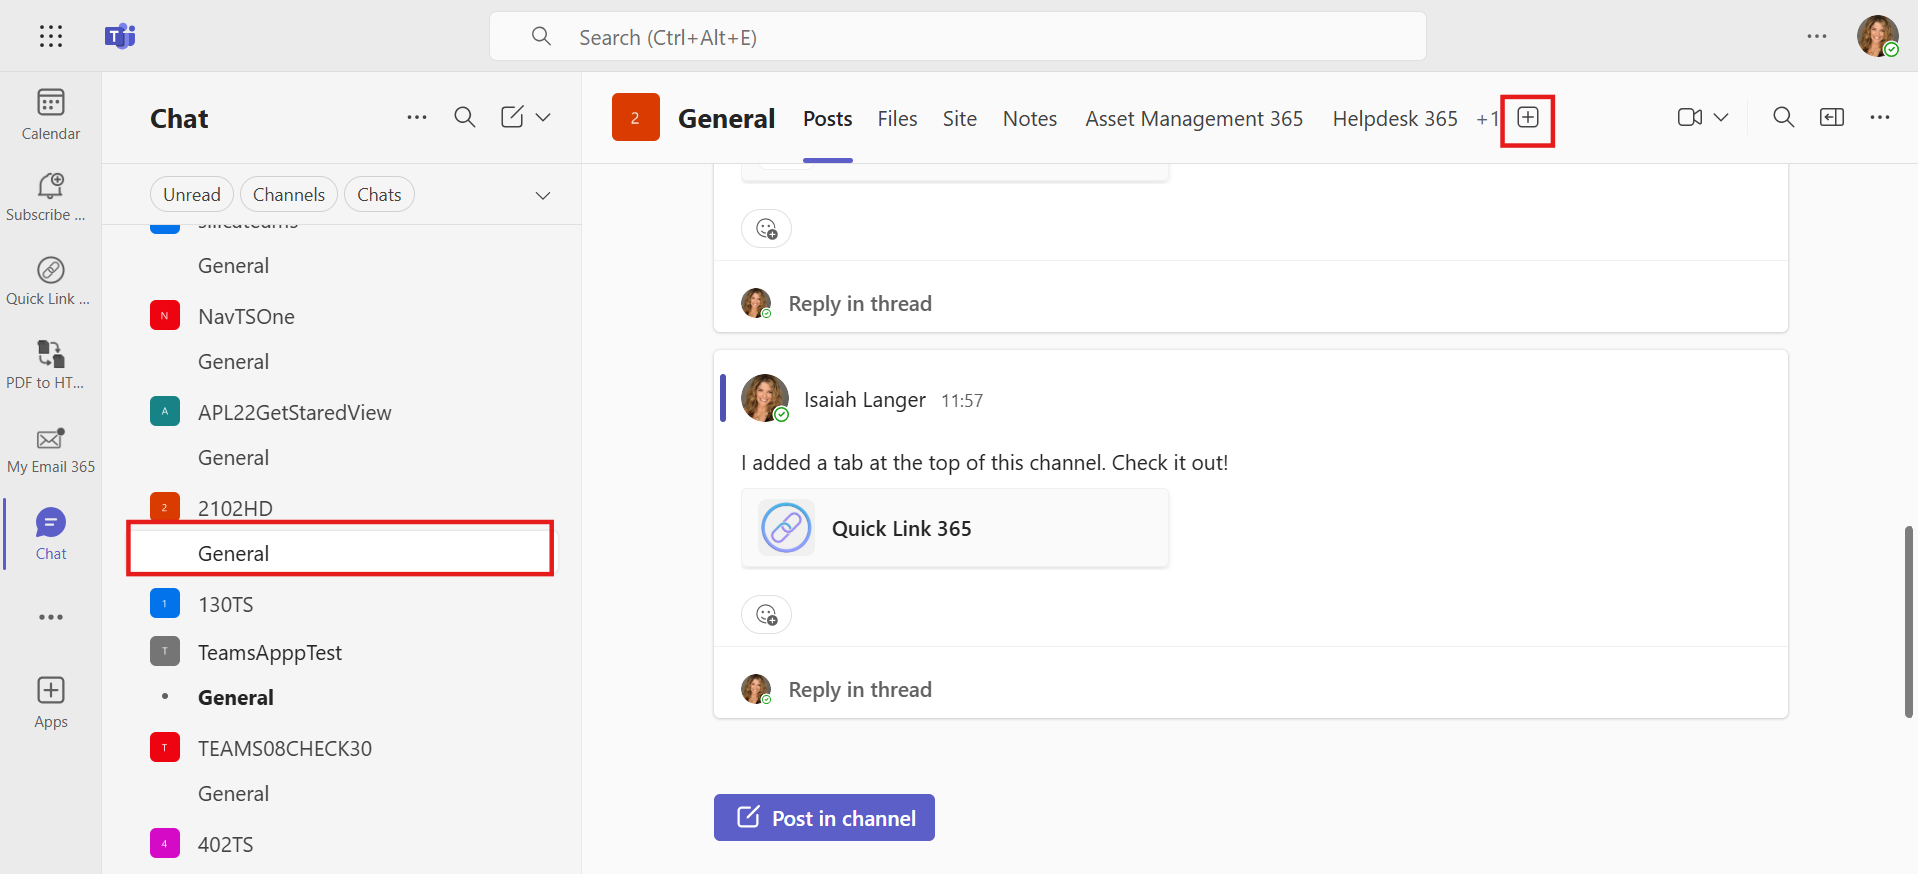 Search (Ctrl+Alt+E)
Calendar
Subscribe ...
Quick Link ...
PDF to HT...
My Email 365
Chat
Apps
Chat
Unread
Channels
Chats
silicateams
General
N
NavTSOne
General
A
APL22GetStaredView
General
2
2102HD
General
1
130TS
T
TeamsApppTest
General
T
TEAMS08CHECK30
General
4
402TS
2
General
Posts
Files
Site
Notes
Asset Management 365
Helpdesk 365
+1
Reply in thread
Isaiah Langer 11:57
I added a tab at the top of this channel. Check it out!
Quick Link 365
Reply in thread
Post in channel